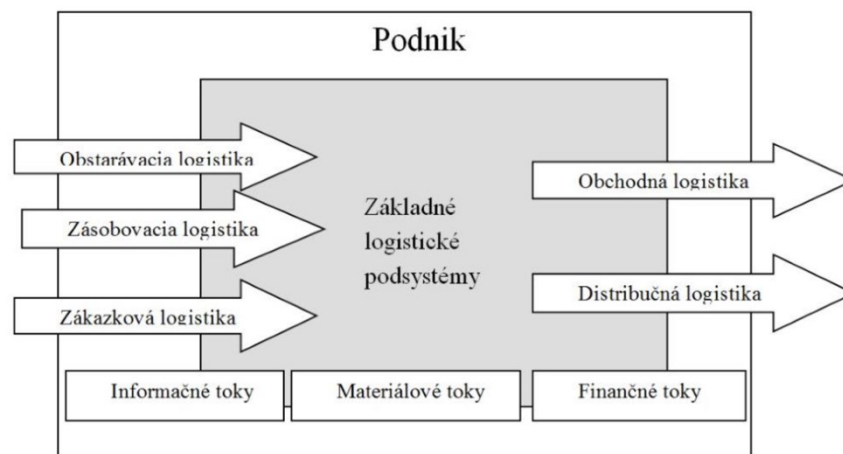 Podnik
Obstarávacia logistika
Zásobovacia logistika
Zákazková logistika
Základné
logistické
podsystémy
Obchodná logistika
Distribučná logistika
Informačné toky
Materiálové toky
Finančné toky